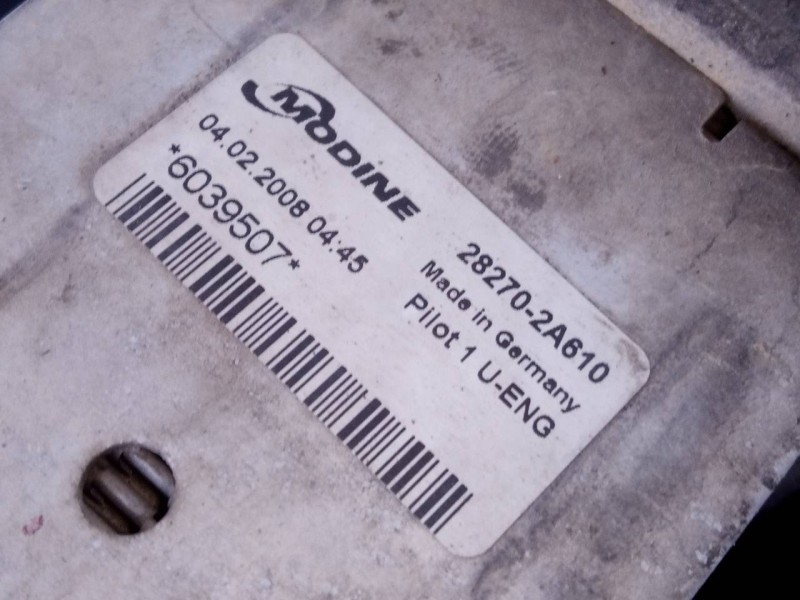 MODINE
04.02.2008 04:45
*6039507*
28270-2A610
Made in Germany
Pilot 1 U-ENG